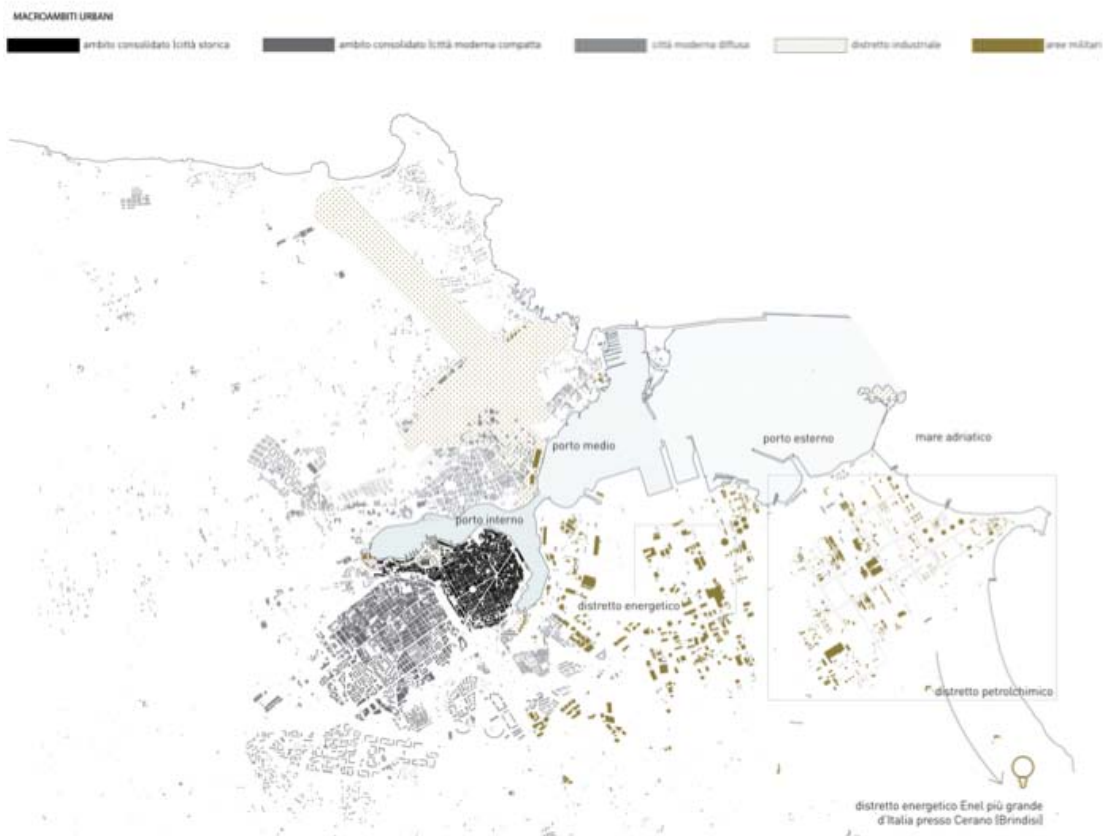 MACROAMBITI URBANI
ambito consolidato |città storica
ambito consolidato |città moderna compatta
città moderna diffusa
distretto industriale
aree militari
porto medio
porto esterno
mare adriatico
porto interno
distretto energetico
distretto petrolchimico
distretto energetico Enel più grande
d'Italia presso Cerano (Brindisi)